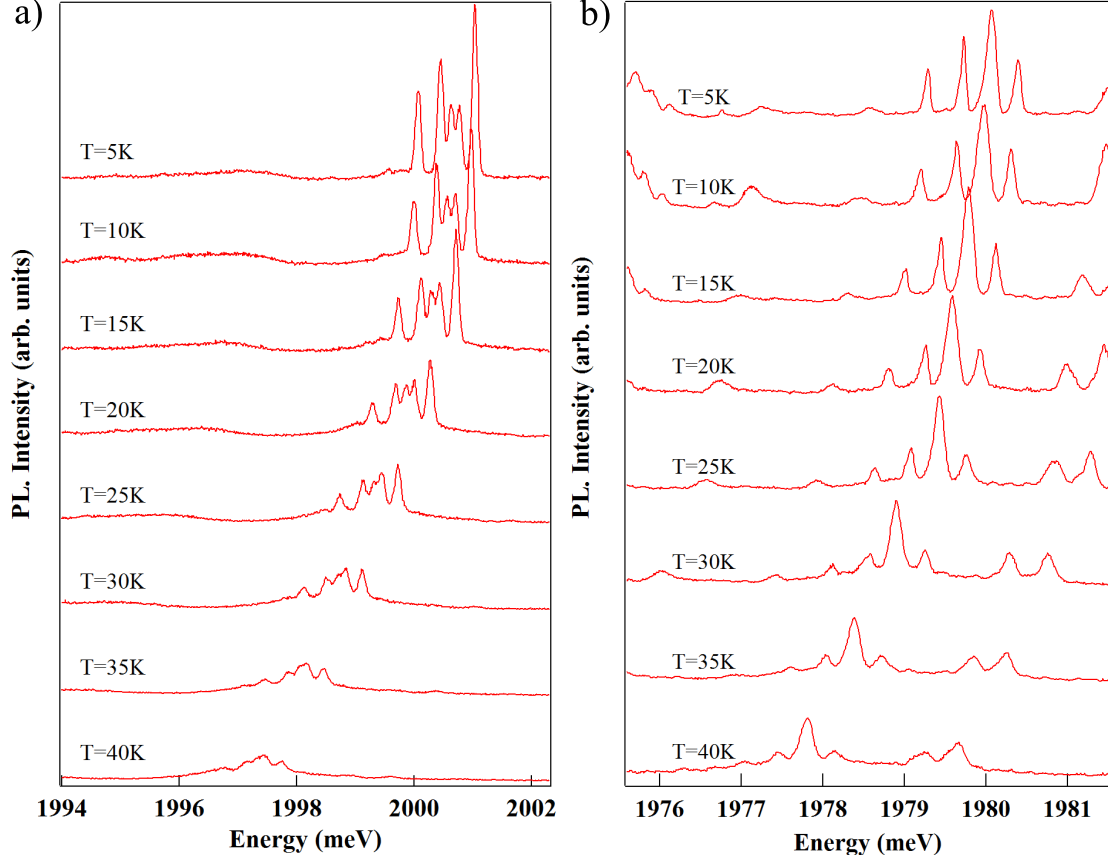 a)
PL. Intensity (arb. units)
T=5K
T=10K
T=15K
T=20K
T=25K
T=30K
T=35K
T=40K
1994 1996 1998 2000 2002
Energy (meV)
b)
PL. Intensity (arb. units)
T=5K
T=10K
T=15K
T=20K
T=25K
T=30K
T=35K
T=40K
1976 1977 1978 1979 1980 1981
Energy (meV)